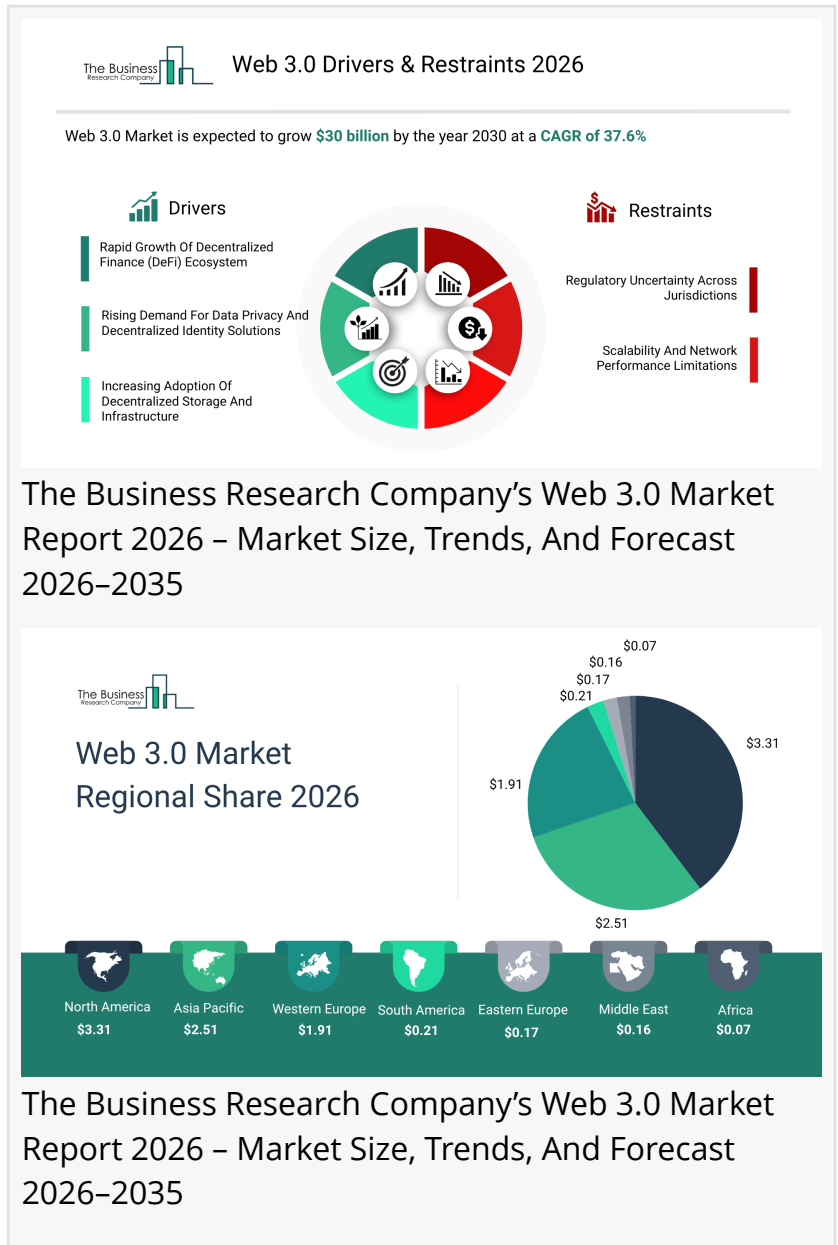 The Business
Research Company
Web 3.0 Drivers & Restraints 2026
Web 3.0 Market is expected to grow $30 billion by the year 2030 at a CAGR of 37.6%
Drivers
Rapid Growth Of Decentralized
Finance (DeFi) Ecosystem
Rising Demand For Data Privacy And
Decentralized Identity Solutions
Increasing Adoption Of
Decentralized Storage And
Infrastructure
$
$
Restraints
Regulatory Uncertainty Across
Jurisdictions
Scalability And Network
Performance Limitations
The Business Research Company’s Web 3.0 Market
Report 2026 – Market Size, Trends, And Forecast
2026–2035
The Business
Research Company
Web 3.0 Market
Regional Share 2026
$0.07
$0.16
$0.17
$0.21
$3.31
$1.91
$2.51
North America
$3.31
Asia Pacific
$2.51
Western Europe
$1.91
South America
$0.21
Eastern Europe
$0.17
Middle East
$0.16
Africa
$0.07
The Business Research Company’s Web 3.0 Market
Report 2026 – Market Size, Trends, And Forecast
2026–2035